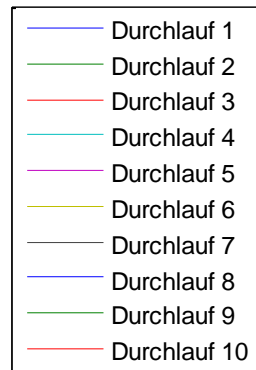 Durchlauf 1
Durchlauf 2
Durchlauf 3
Durchlauf 4
Durchlauf 5
Durchlauf 6
Durchlauf 7
Durchlauf 8
Durchlauf 9
Durchlauf 10